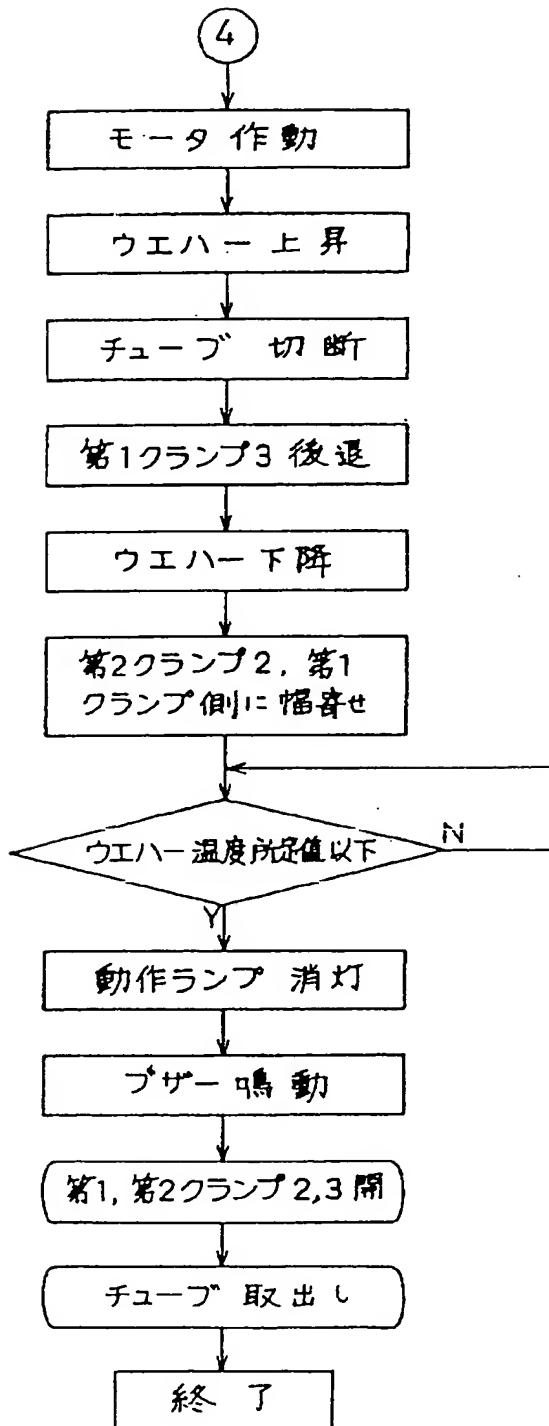 4
モータ 作動
ウエハー 上昇
チューブ 切断
第1クランプ3 後退
ウエハー 下降
第2クランプ2, 第1
クランプ側に幅寄せ
ウエハー温度所定値以下
N
Y
動作ランプ 消灯
ブザー 鳴動
第1, 第2クランプ2,3 開
チューブ 取出し
終了